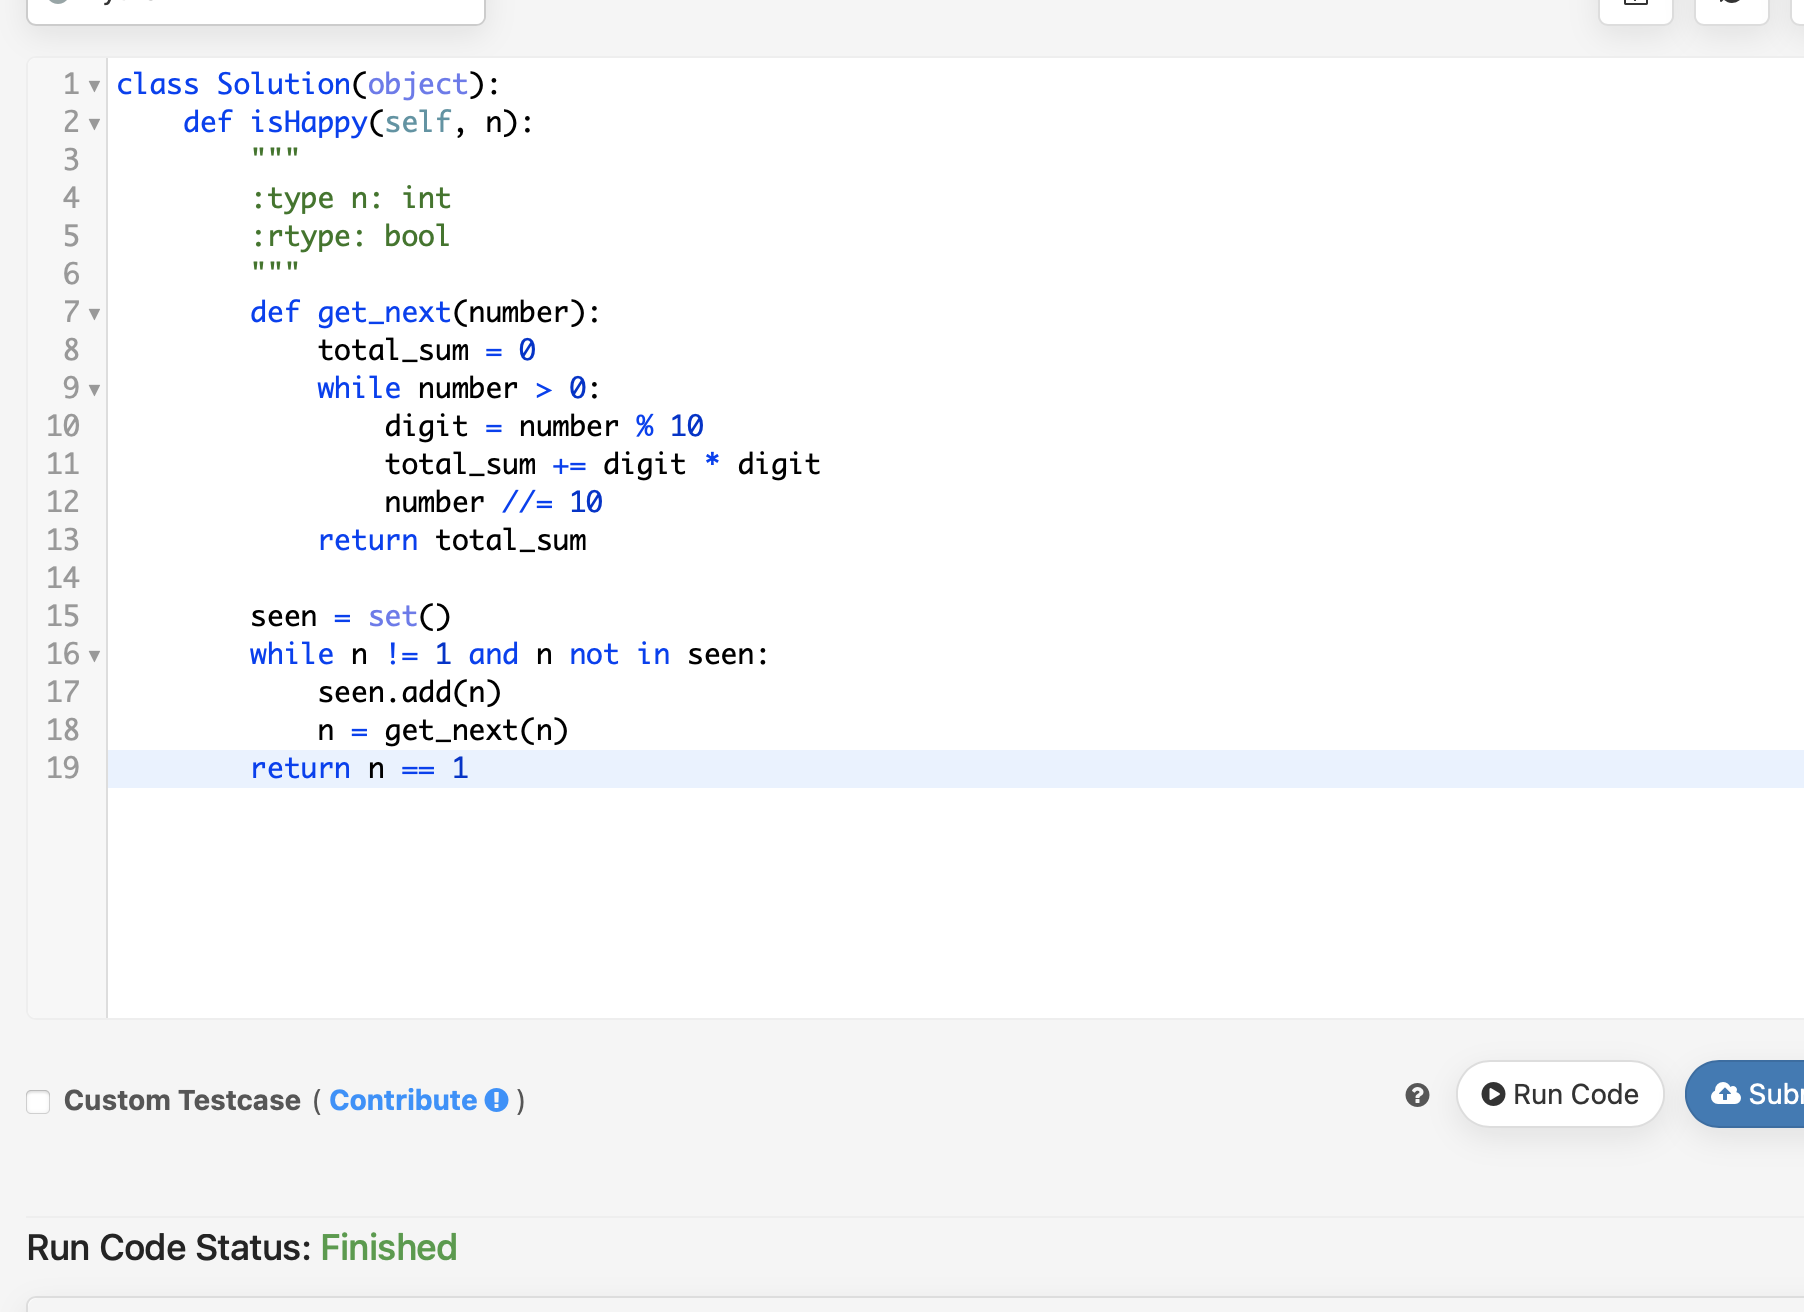 1 class Solution(object):
2 def isHappy(self, n):
3 """
4 :type n: int
5 :rtype: bool
6 """
7 def get_next(number):
8 total_sum = 0
9 while number > 0:
10 digit = number % 10
11 total_sum += digit * digit
12 number //= 10
13 return total_sum
14
15 seen = set()
16 while n != 1 and n not in seen:
17 seen.add(n)
18 n = get_next(n)
19 return n == 1
Custom Testcase ( Contribute )
Run Code
Run Code Status: Finished